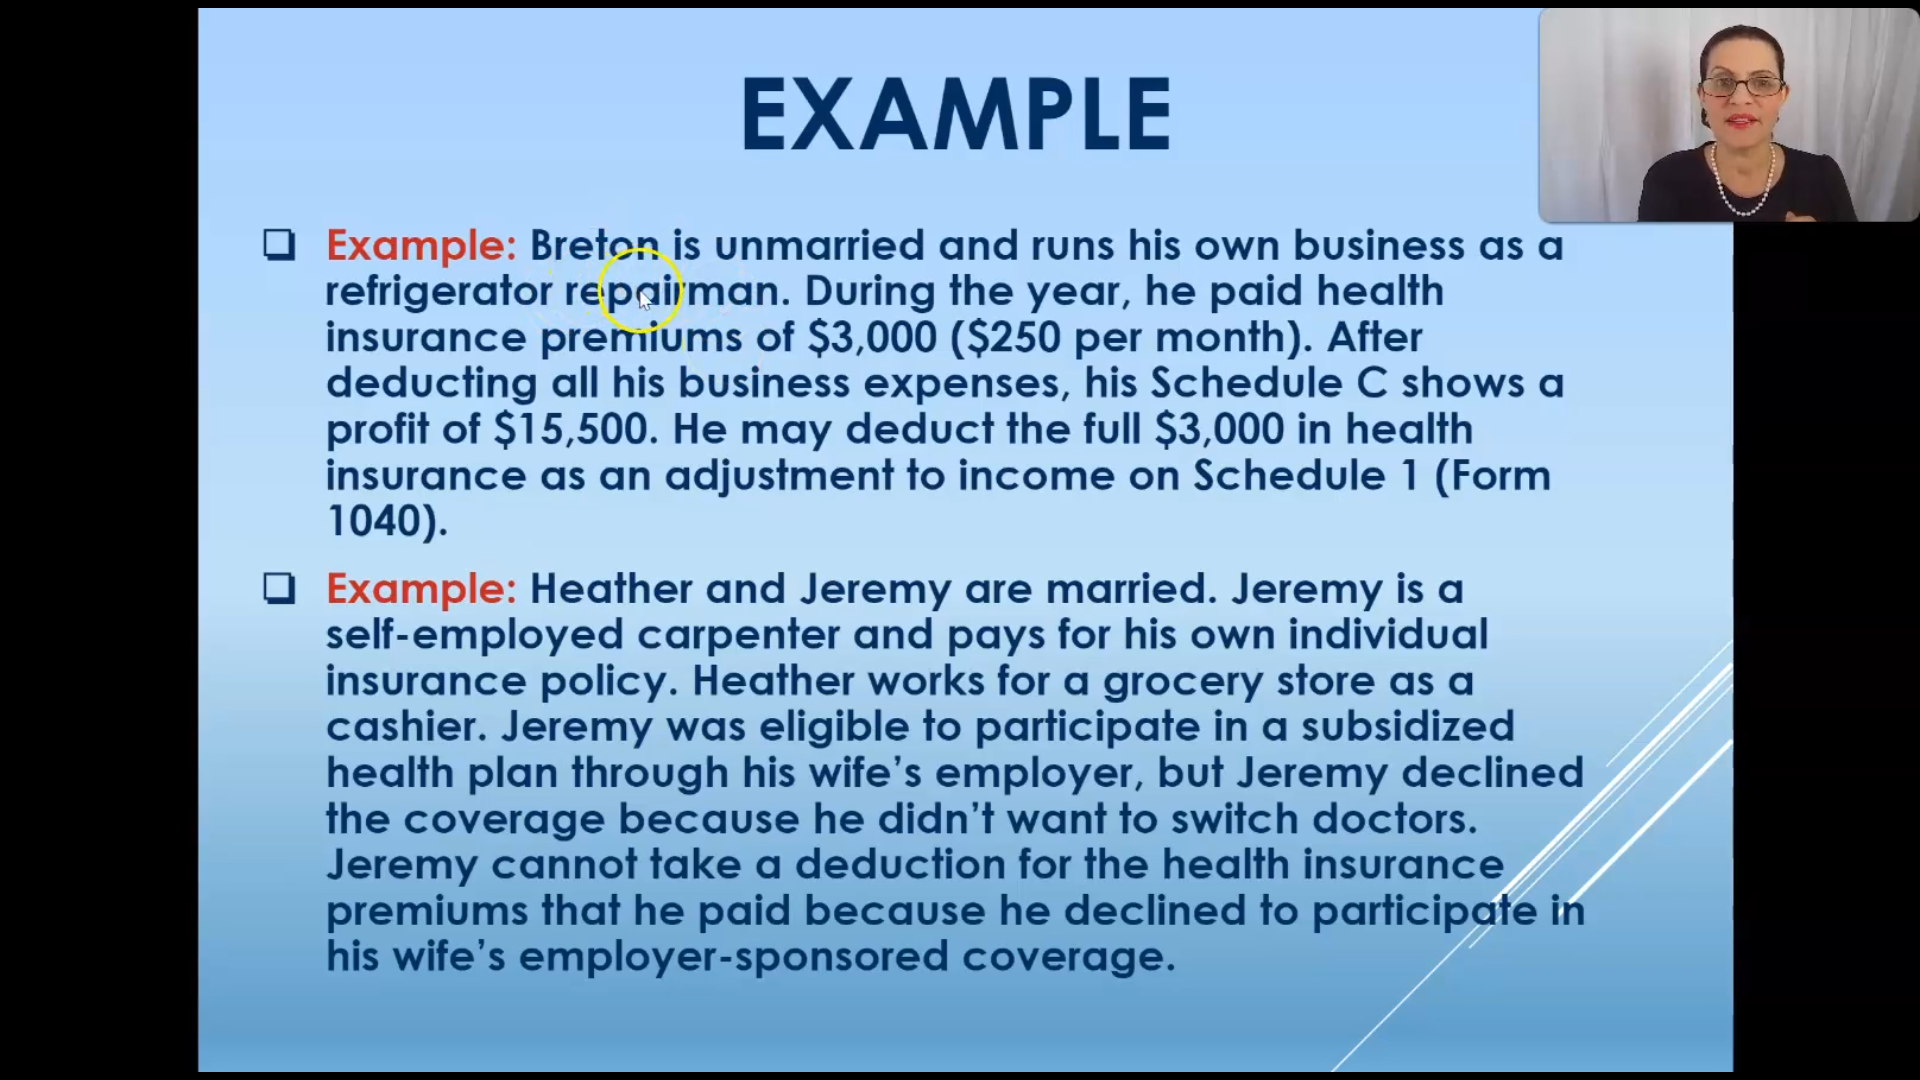 EXAMPLE
Example: Breton is unmarried and runs his own business as a
refrigerator repairman. During the year, he paid health
insurance premiums of $3,000 ($250 per month). After
deducting all his business expenses, his Schedule C shows a
profit of $15,500. He may deduct the full $3,000 in health
insurance as an adjustment to income on Schedule 1 (Form
1040).
Example: Heather and Jeremy are married. Jeremy is a
self-employed carpenter and pays for his own individual
insurance policy. Heather works for a grocery store as a
cashier. Jeremy was eligible to participate in a subsidized
health plan through his wife’s employer, but Jeremy declined
the coverage because he didn’t want to switch doctors.
Jeremy cannot take a deduction for the health insurance
premiums that he paid because he declined to participate in
his wife’s employer-sponsored coverage.